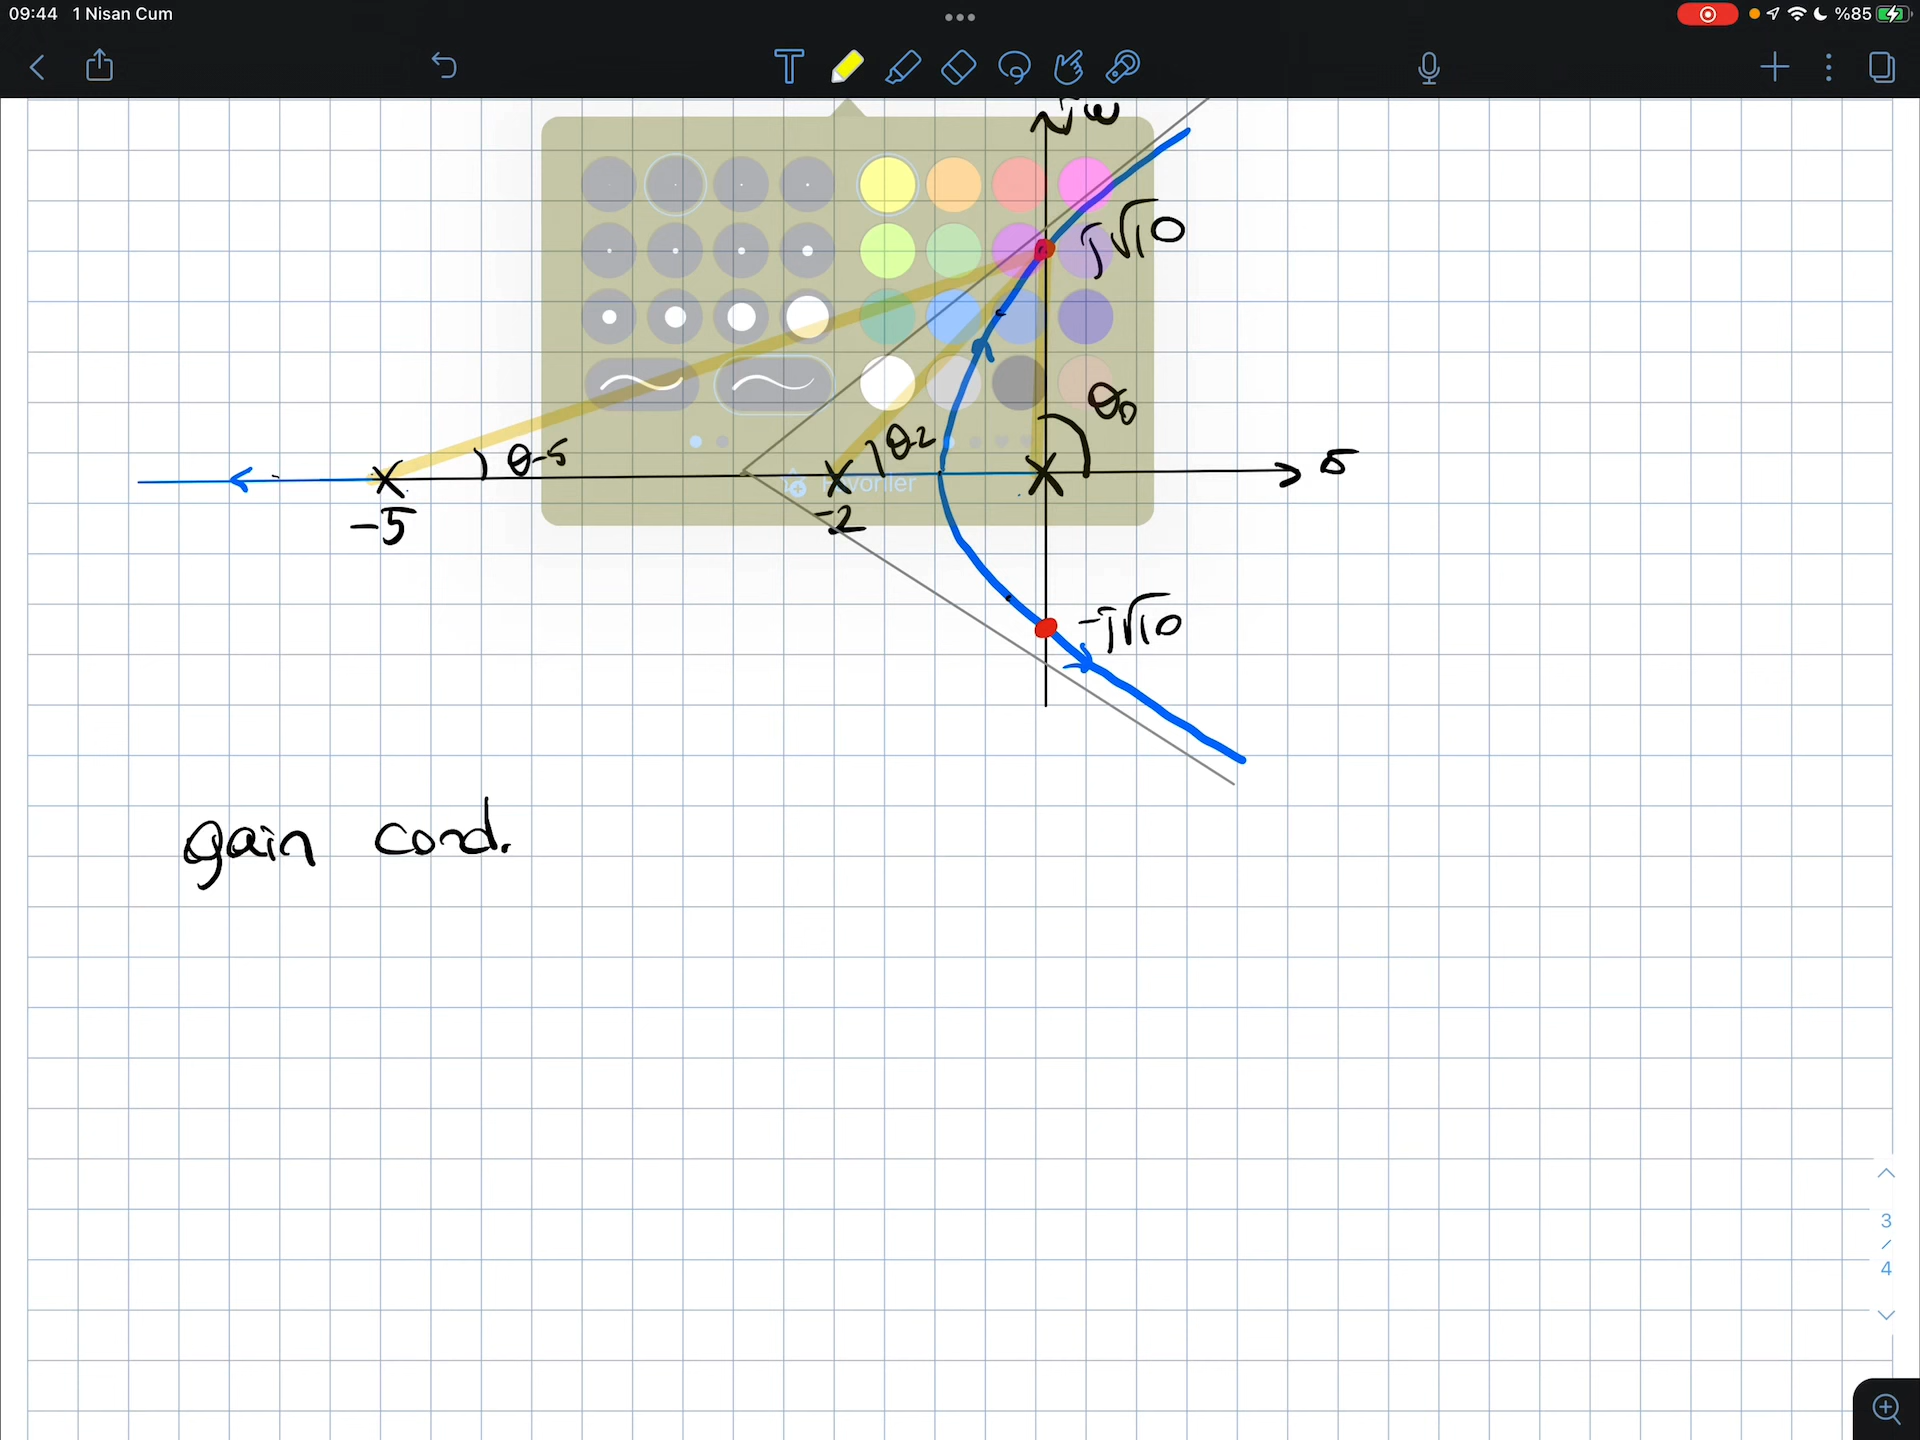 09:44 1 Nisan Cum %85
jω
j√10
θ0
θ-2
θ-5
σ
Favoriler
-5
-2
-j√10
gain cond.
3
/
4